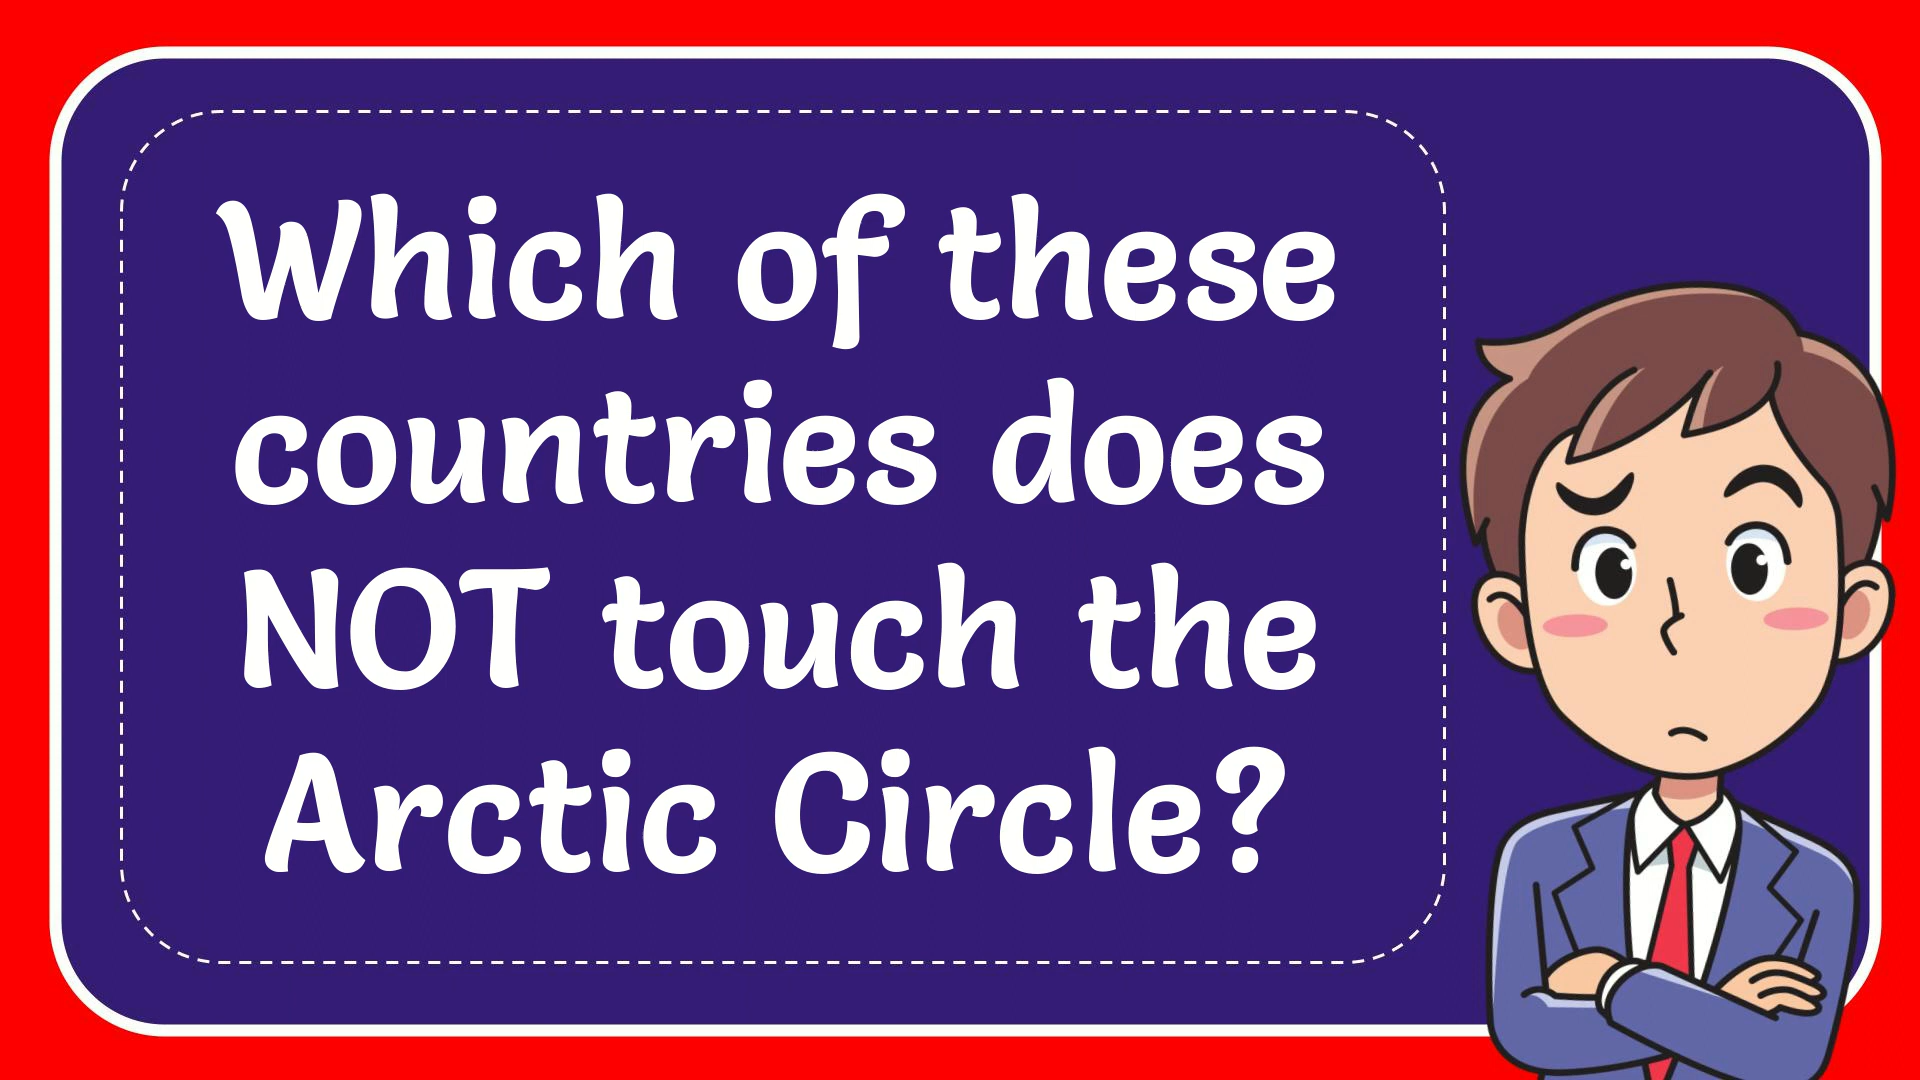 Which of these
countries does
NOT touch the
Arctic Circle?